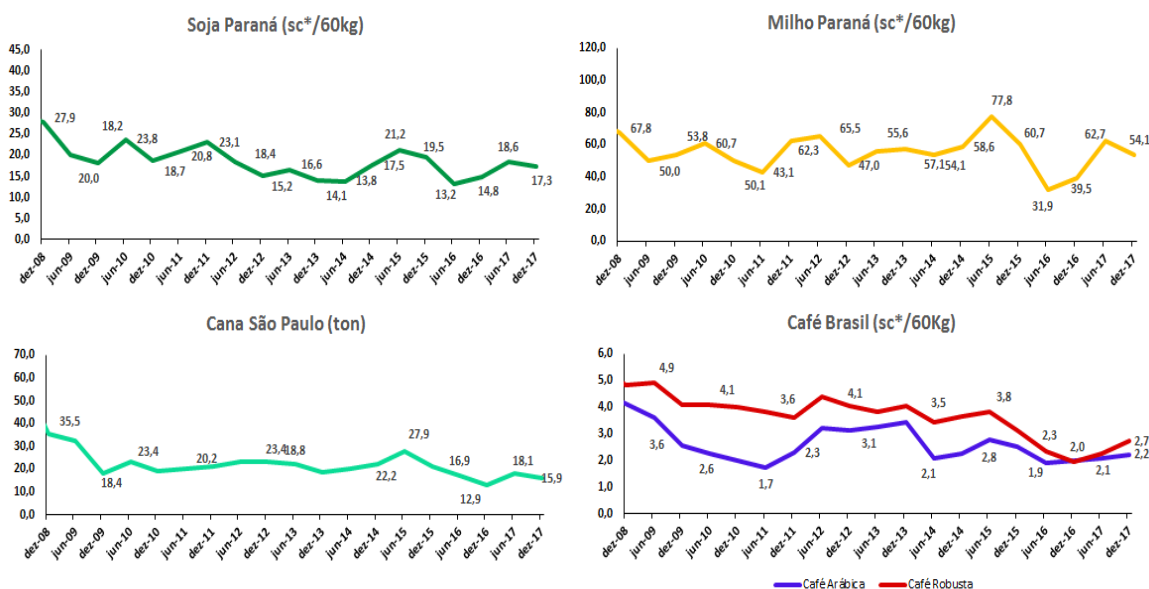 Soja Paraná (sc*/60kg)
45,0
40,0
35,0
30,0
25,0
20,0
15,0
10,0
5,0
0,0
27,9
20,0
18,2
23,8
18,7
20,8
23,1
18,4
15,2
16,6
14,1
13,8
17,5
21,2
19,5
13,2
14,8
18,6
17,3
dez-08
jun-09
dez-09
jun-10
dez-10
jun-11
dez-11
jun-12
dez-12
jun-13
dez-13
jun-14
dez-14
jun-15
dez-15
jun-16
dez-16
jun-17
dez-17
Milho Paraná (sc*/60kg)
120,0
100,0
80,0
60,0
40,0
20,0
0,0
67,8
50,0
53,8
60,7
50,1
43,1
62,3
65,5
47,0
55,6
57,1
54,1
58,6
77,8
60,7
31,9
39,5
62,7
54,1
dez-08
jun-09
dez-09
jun-10
dez-10
jun-11
dez-11
jun-12
dez-12
jun-13
dez-13
jun-14
dez-14
jun-15
dez-15
jun-16
dez-16
jun-17
dez-17
Cana São Paulo (ton)
70,0
60,0
50,0
40,0
30,0
20,0
10,0
0,0
35,5
18,4
23,4
20,2
23,4
18,8
22,2
27,9
16,9
12,9
18,1
15,9
dez-08
jun-09
dez-09
jun-10
dez-10
jun-11
dez-11
jun-12
dez-12
jun-13
dez-13
jun-14
dez-14
jun-15
dez-15
jun-16
dez-16
jun-17
dez-17
Café Brasil (sc*/60Kg)
6,0
5,0
4,0
3,0
2,0
1,0
0,0
4,9
3,6
2,6
4,1
1,7
3,6
2,3
4,1
3,1
3,5
2,1
3,8
2,8
2,3
1,9
2,0
2,1
2,7
2,2
dez-08
jun-09
dez-09
jun-10
dez-10
jun-11
dez-11
jun-12
dez-12
jun-13
dez-13
jun-14
dez-14
jun-15
dez-15
jun-16
dez-16
jun-17
dez-17
Café Arábica
Café Robusta